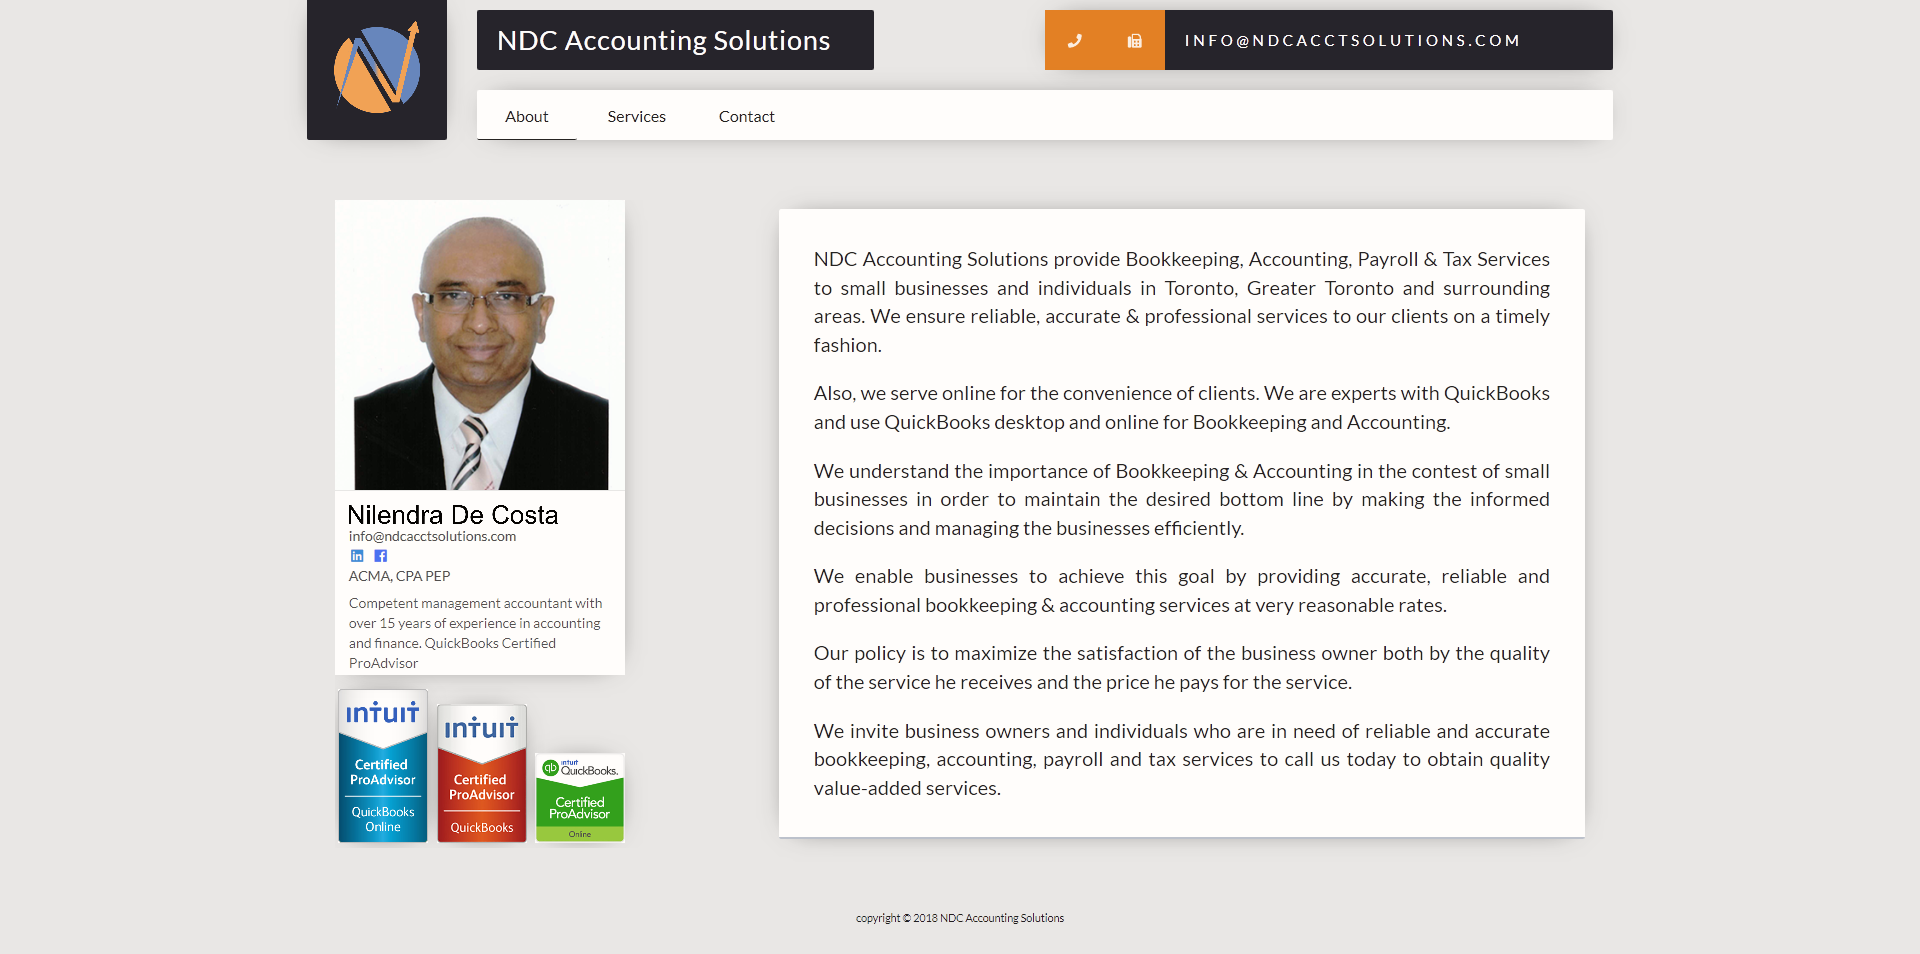 NDC Accounting Solutions
INFO@NDCACCTSOLUTIONS.COM
About
Services
Contact
Nilendra De Costa
info@ndcacctsolutions.com
ACMA, CPA PEP
Competent management accountant with
over 15 years of experience in accounting
and finance. QuickBooks Certified
ProAdvisor
intuit
Certified
ProAdvisor
QuickBooks
Online
intuit
Certified
ProAdvisor
QuickBooks
qb intuit
QuickBooks.
Certified
ProAdvisor
Online
NDC Accounting Solutions provide Bookkeeping, Accounting, Payroll & Tax Services
to small businesses and individuals in Toronto, Greater Toronto and surrounding
areas. We ensure reliable, accurate & professional services to our clients on a timely
fashion.
Also, we serve online for the convenience of clients. We are experts with QuickBooks
and use QuickBooks desktop and online for Bookkeeping and Accounting.
We understand the importance of Bookkeeping & Accounting in the contest of small
businesses in order to maintain the desired bottom line by making the informed
decisions and managing the businesses efficiently.
We enable businesses to achieve this goal by providing accurate, reliable and
professional bookkeeping & accounting services at very reasonable rates.
Our policy is to maximize the satisfaction of the business owner both by the quality
of the service he receives and the price he pays for the service.
We invite business owners and individuals who are in need of reliable and accurate
bookkeeping, accounting, payroll and tax services to call us today to obtain quality
value-added services.
copyright © 2018 NDC Accounting Solutions